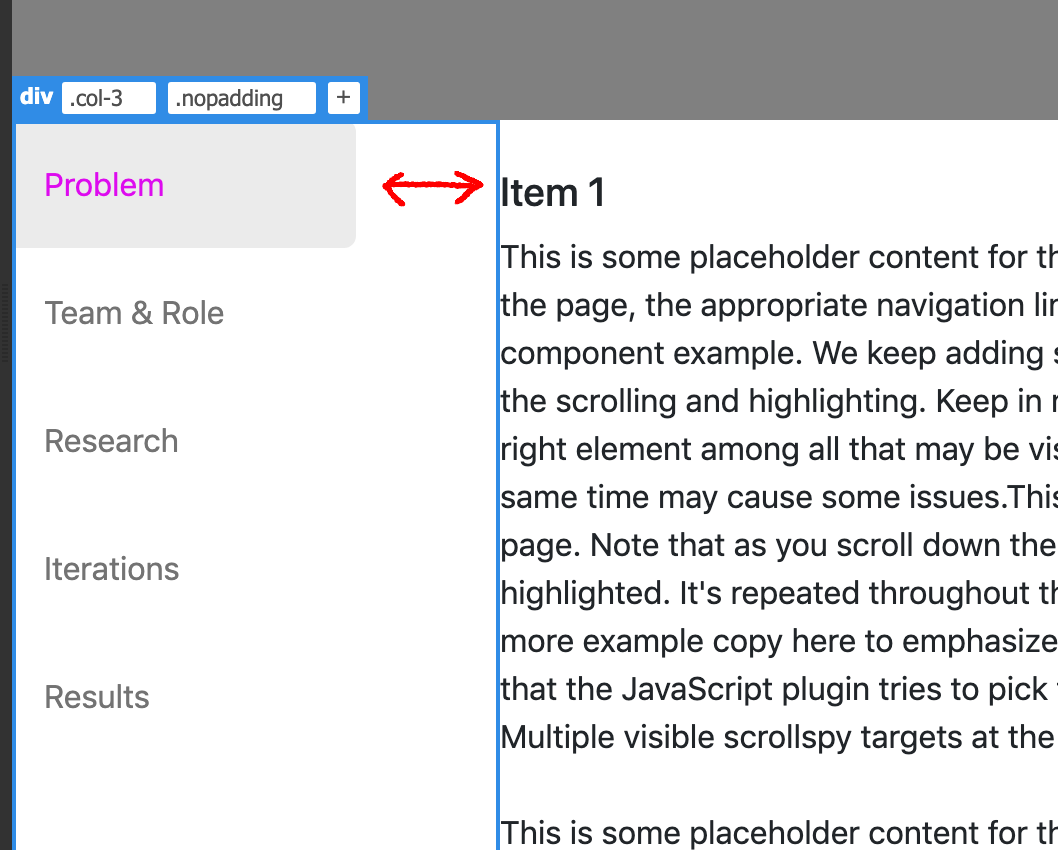 div .col-3 .nopadding +
Problem
Team & Role
Research
Iterations
Results
Item 1
This is some placeholder content for th
the page, the appropriate navigation lin
component example. We keep adding s
the scrolling and highlighting. Keep in m
right element among all that may be vis
same time may cause some issues.This
page. Note that as you scroll down the
highlighted. It's repeated throughout th
more example copy here to emphasize
that the JavaScript plugin tries to pick t
Multiple visible scrollspy targets at the
This is some placeholder content for th